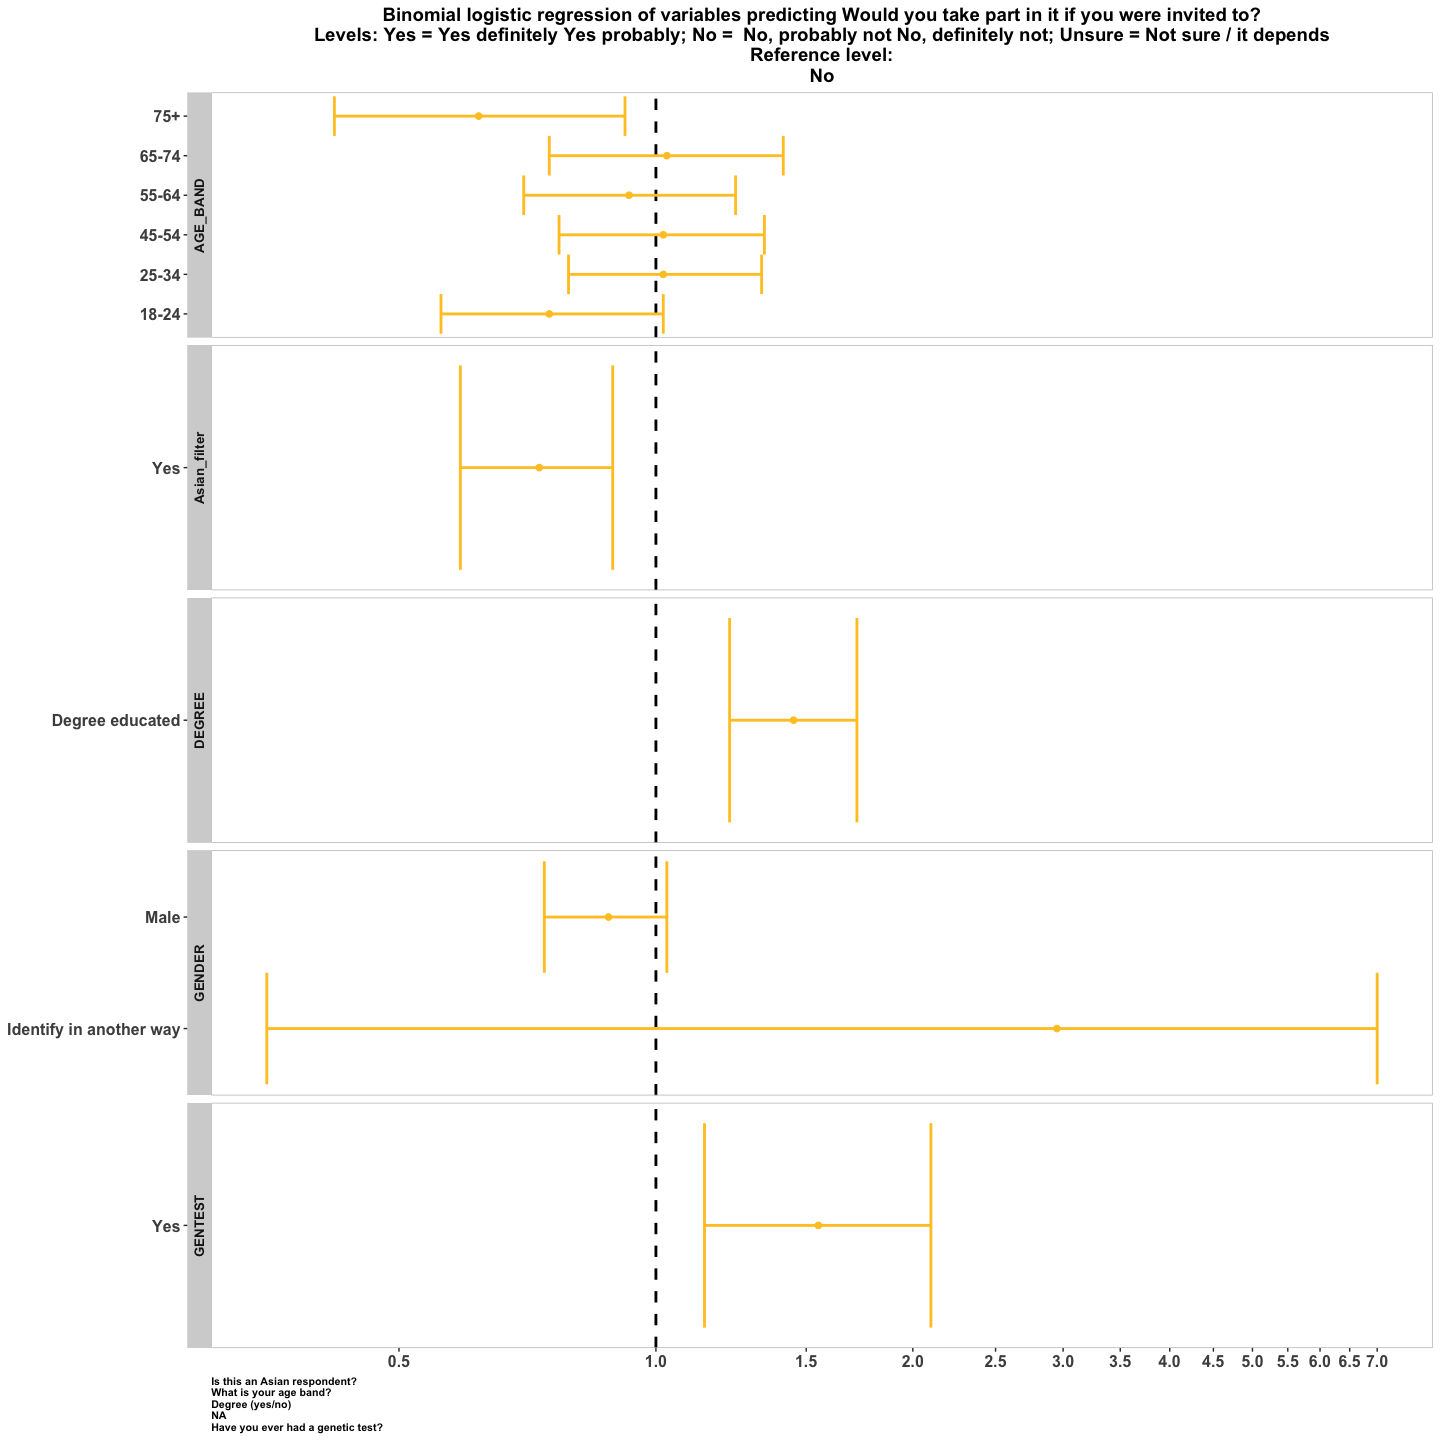 Binomial logistic regression of variables predicting Would you take part in it if you were invited to?
Levels: Yes = Yes definitely Yes probably; No =  No, probably not No, definitely not; Unsure = Not sure / it depends
Reference level:
No
AGE_BAND
75+
65-74
55-64
45-54
25-34
18-24
Asian_filter
Yes
DEGREE
Degree educated
GENDER
Male
Identify in another way
GENTEST
Yes
0.5 1.0 1.5 2.0 2.5 3.0 3.5 4.0 4.5 5.0 5.5 6.0 6.5 7.0
Is this an Asian respondent?
What is your age band?
Degree (yes/no)
NA
Have you ever had a genetic test?